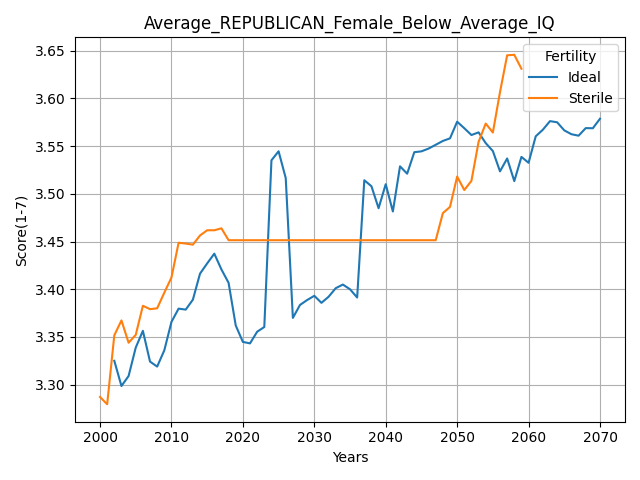 Average_REPUBLICAN_Female_Below_Average_IQ
Fertility
Ideal
Sterile
Score(1-7)
3.65
3.60
3.55
3.50
3.45
3.40
3.35
3.30
2000 2010 2020 2030 2040 2050 2060 2070
Years